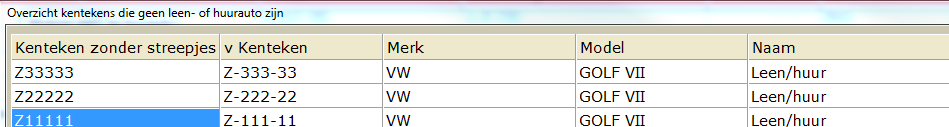 Overzicht kentekens die geen leen- of huurauto zijn
Kenteken zonder streepjes v Kenteken Merk Model Naam
Z33333 Z-333-33 VW GOLF VII Leen/huur
Z22222 Z-222-22 VW GOLF VII Leen/huur
Z11111 Z-111-11 VW GOLF VII Leen/huur